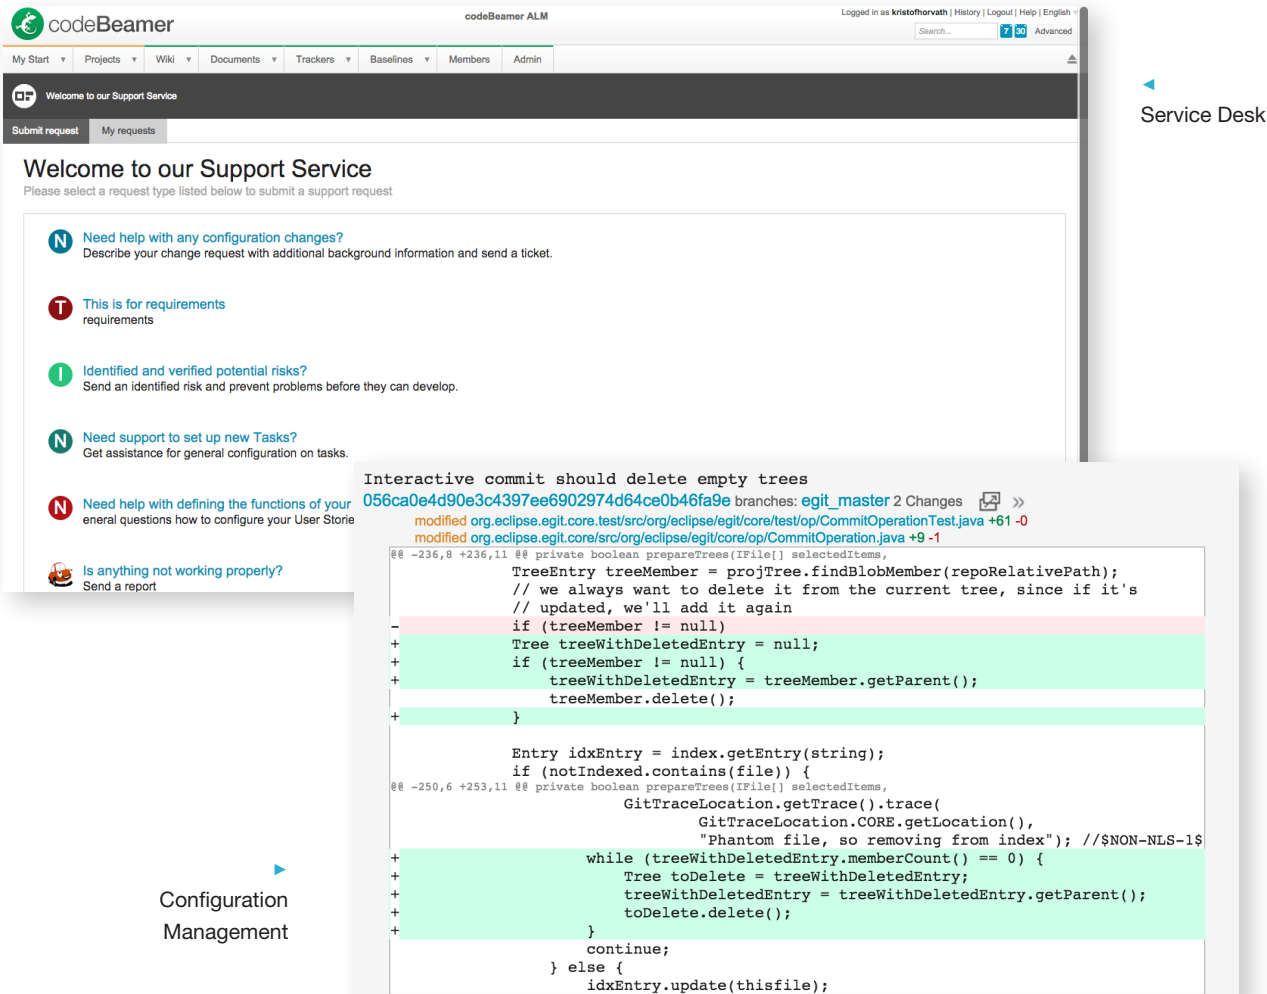 codeBeamer
codeBeamer ALM
Logged in as kristofhorvath | History | Logout | Help | English
Search...
7 30 Advanced
My Start Projects Wiki Documents Trackers Baselines Members Admin
Welcome to our Support Service
Submit request My requests
Welcome to our Support Service
Please select a request type listed below to submit a support request
N Need help with any configuration changes?
Describe your change request with additional background information and send a ticket.
T This is for requirements
requirements
I Identified and verified potential risks?
Send an identified risk and prevent problems before they can develop.
N Need support to set up new Tasks?
Get assistance for general configuration on tasks.
N Need help with defining the functions of your
eneral questions how to configure your User Storie
Is anything not working properly?
Send a report
Service Desk
Interactive commit should delete empty trees
056ca0e4d90e3c4397ee6902974d64ce0b46fa9e branches: egit_master 2 Changes »
modified org.eclipse.egit.core.test/src/org/eclipse/egit/core/test/op/CommitOperationTest.java +61 -0
modified org.eclipse.egit.core/src/org/eclipse/egit/core/op/CommitOperation.java +9 -1
@@ -236,8 +236,11 @@ private boolean prepareTrees(IFile[] selectedItems,
TreeEntry treeMember = projTree.findBlobMember(repoRelativePath);
// we always want to delete it from the current tree, since if it's
// updated, we'll add it again
- if (treeMember != null)
+ Tree treeWithDeletedEntry = null;
+ if (treeMember != null) {
+ treeWithDeletedEntry = treeMember.getParent();
treeMember.delete();
+ }
Entry idxEntry = index.getEntry(string);
if (notIndexed.contains(file)) {
@@ -250,6 +253,11 @@ private boolean prepareTrees(IFile[] selectedItems,
GitTraceLocation.getTrace().trace(
GitTraceLocation.CORE.getLocation(),
"Phantom file, so removing from index"); //$NON-NLS-1$
+ while (treeWithDeletedEntry.memberCount() == 0) {
+ Tree toDelete = treeWithDeletedEntry;
+ treeWithDeletedEntry = treeWithDeletedEntry.getParent();
+ toDelete.delete();
+ }
continue;
} else {
idxEntry.update(thisfile);
Configuration
Management